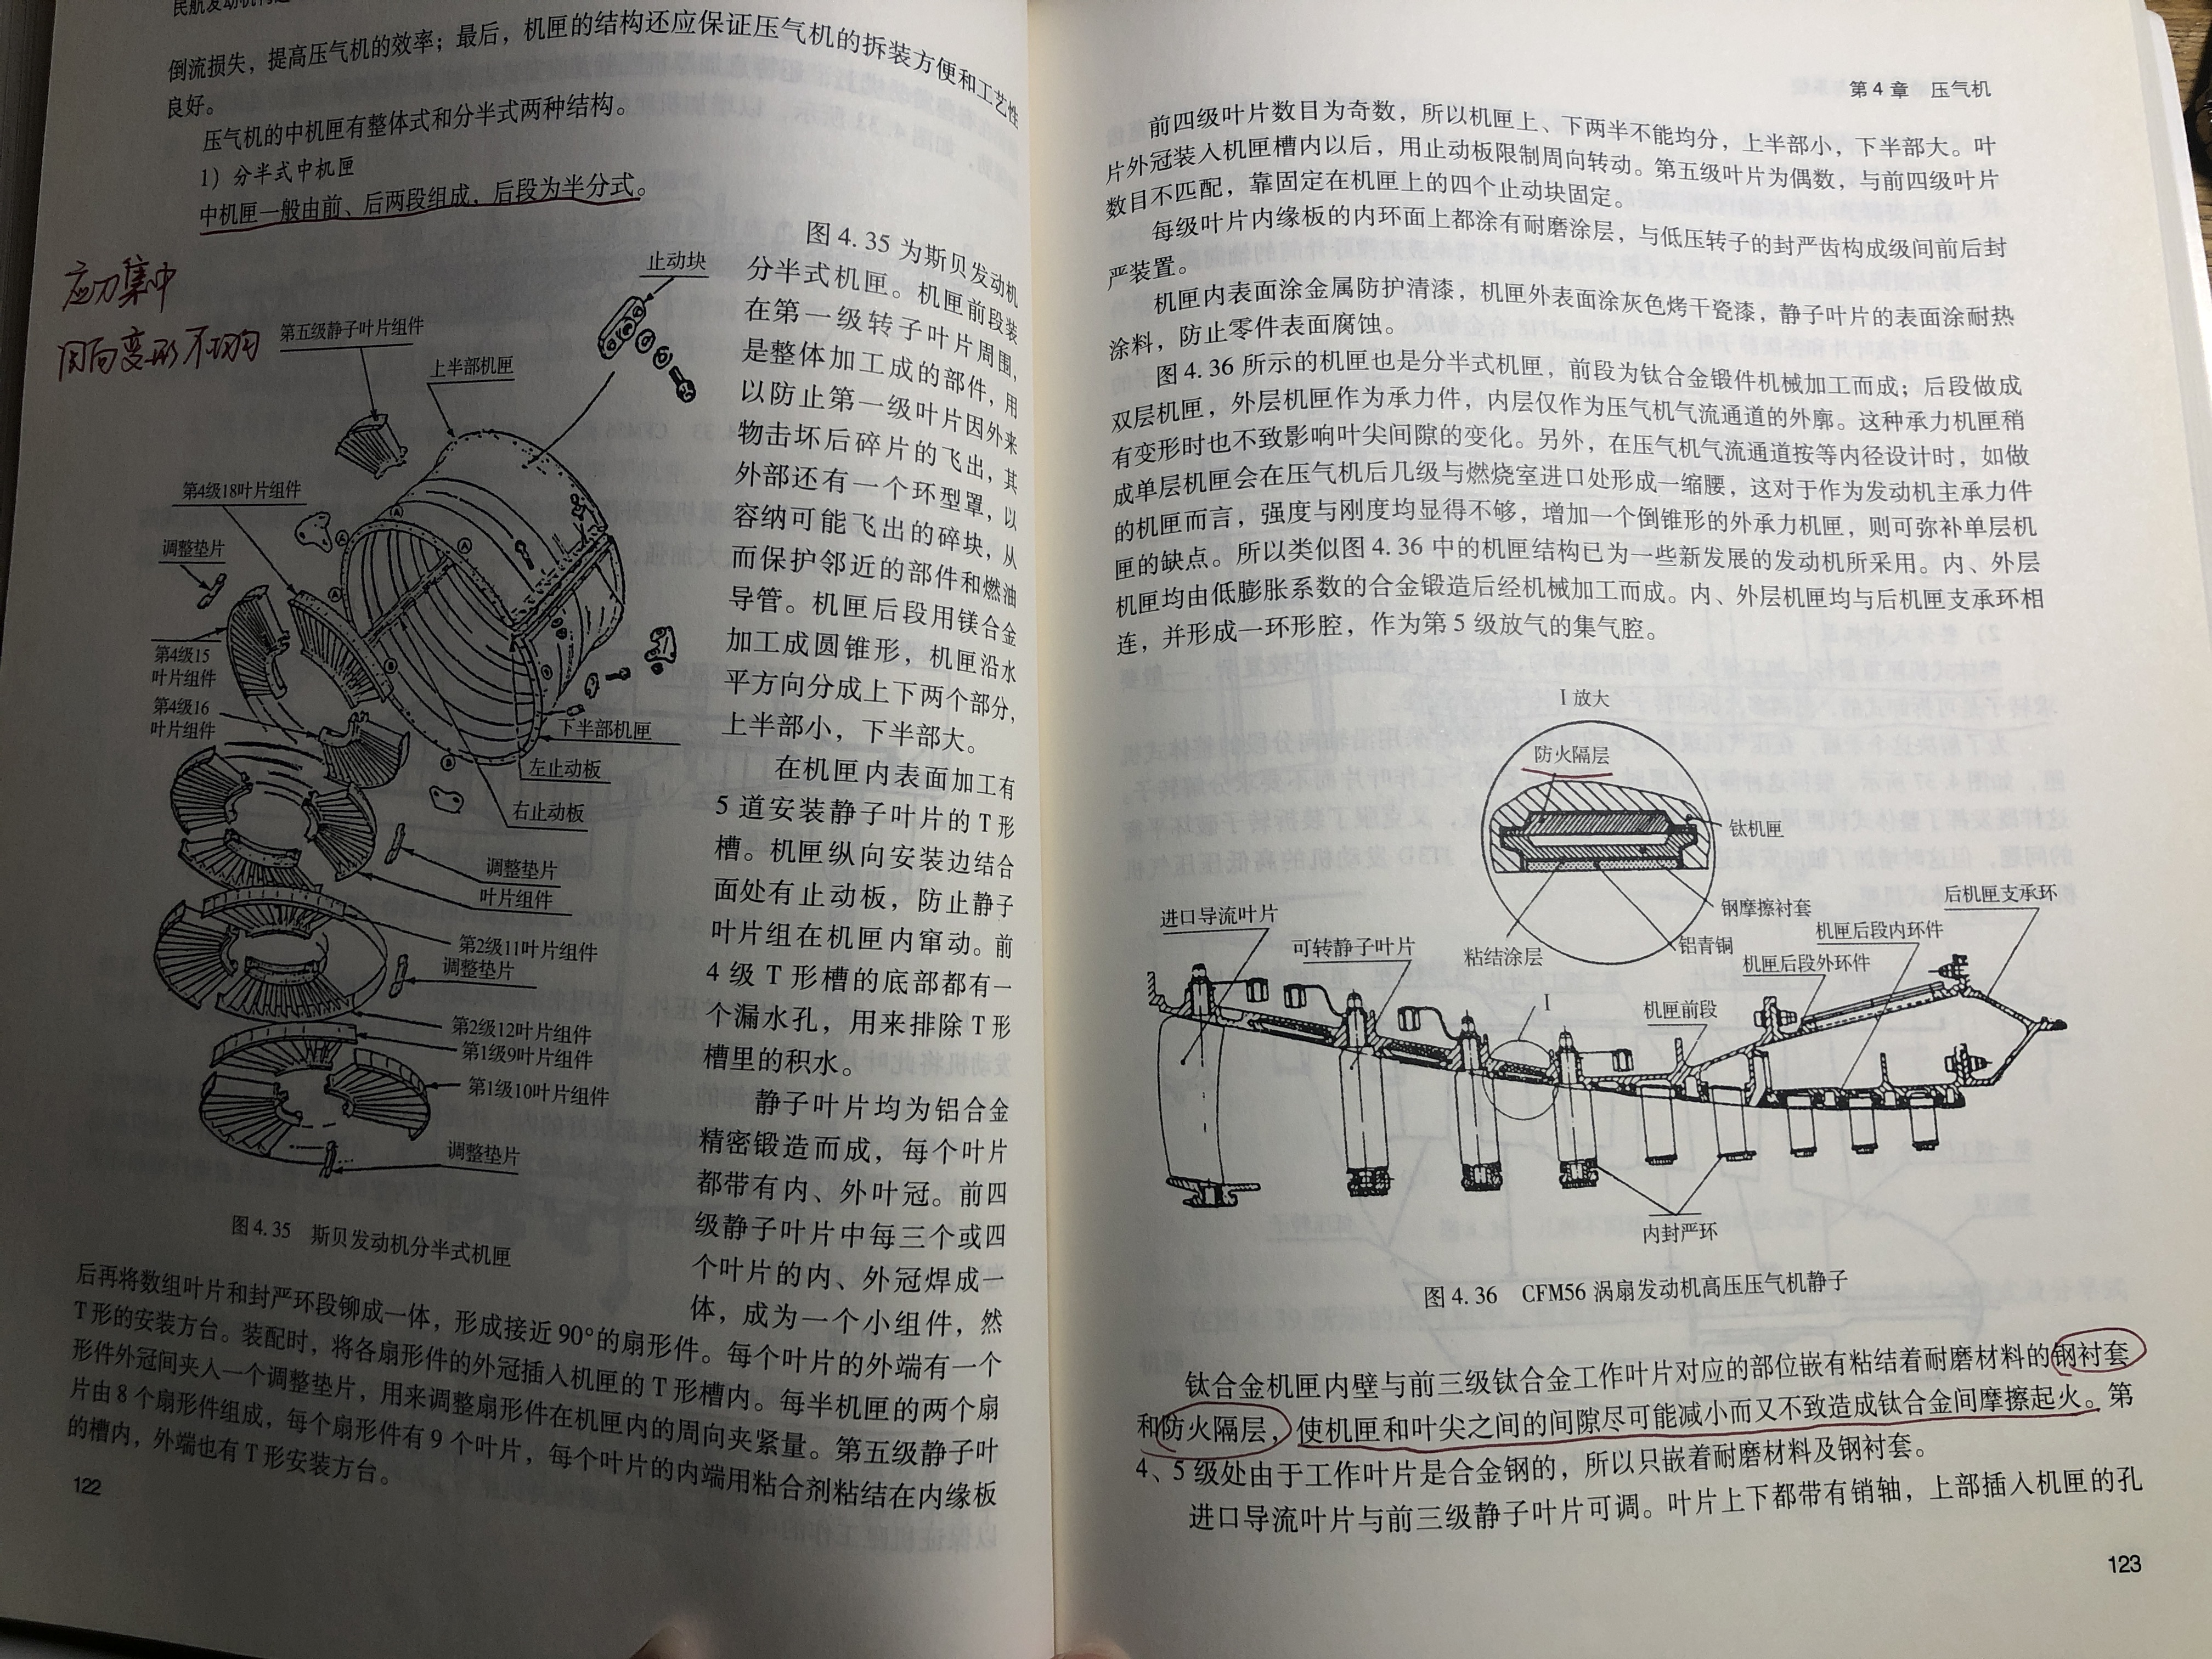 倒流损失，提高压气机的效率；最后，机匣的结构还应保证压气机的拆装方便和工艺性
良好。
压气机的中机匣有整体式和分半式两种结构。
1）分半式中机匣
中机匣一般由前、后两段组成，后段为半分式。
应力集中
周向变形不均
第五级静子叶片组件
上半部机匣
止动块
第4级18叶片组件
调整垫片
第4级15
叶片组件
第4级16
叶片组件
下半部机匣
左止动板
右止动板
调整垫片
叶片组件
第2级11叶片组件
调整垫片
第2级12叶片组件
第1级9叶片组件
第1级10叶片组件
调整垫片
图4.35 斯贝发动机分半式机匣
图4.35为斯贝发动机
分半式机匣。机匣前段装
在第一级转子叶片周围，
是整体加工成的部件，用
以防止第一级叶片因外来
物击坏后碎片的飞出，其
外部还有一个环型罩，以
容纳可能飞出的碎块，从
而保护邻近的部件和燃油
导管。机匣后段用镁合金
加工成圆锥形，机匣沿水
平方向分成上下两个部分，
上半部小，下半部大。
在机匣内表面加工有
5道安装静子叶片的T形
槽。机匣纵向安装边结合
面处有止动板，防止静子
叶片组在机匣内窜动。前
4级T形槽的底部都有一
个漏水孔，用来排除T形
槽里的积水。
静子叶片均为铝合金
精密锻造而成，每个叶片
都带有内、外叶冠。前四
级静子叶片中每三个或四
个叶片的内、外冠焊成一
体，成为一个小组件，然
后再将数组叶片和封严环段铆成一体，形成接近90°的扇形件。每个叶片的外端有一个
T形的安装方台。装配时，将各扇形件的外冠插入机匣的T形槽内。每半机匣的两个扇
形件外冠间夹入一个调整垫片，用来调整扇形件在机匣内的周向夹紧量。第五级静子叶
片由8个扇形件组成，每个扇形件有9个叶片，每个叶片的内端用粘合剂粘结在内缘板
的槽内，外端也有T形安装方台。
122
第4章 压气机
前四级叶片数目为奇数，所以机匣上、下两半不能均分，上半部小，下半部大。叶
片外冠装入机匣槽内以后，用止动板限制周向转动。第五级叶片为偶数，与前四级叶片
数目不匹配，靠固定在机匣上的四个止动块固定。
每级叶片内缘板的内环面上都涂有耐磨涂层，与低压转子的封严齿构成级间前后封
严装置。
机匣内表面涂金属防护清漆，机匣外表面涂灰色烤干瓷漆，静子叶片的表面涂耐热
涂料，防止零件表面腐蚀。
图4.36所示的机匣也是分半式机匣，前段为钛合金锻件机械加工而成；后段做成
双层机匣，外层机匣作为承力件，内层仅作为压气机气流通道的外廓。这种承力机匣稍
有变形时也不致影响叶尖间隙的变化。另外，在压气机气流通道按等内径设计时，如做
成单层机匣会在压气机后几级与燃烧室进口处形成一缩腰，这对于作为发动机主承力件
的机匣而言，强度与刚度均显得不够，增加一个倒锥形的外承力机匣，则可弥补单层机
匣的缺点。所以类似图4.36中的机匣结构已为一些新发展的发动机所采用。内、外层
机匣均由低膨胀系数的合金锻造后经机械加工而成。内、外层机匣均与后机匣支承环相
连，并形成一环形腔，作为第5级放气的集气腔。
I放大
防火隔层
钛机匣
钢摩擦衬套
铝青铜
粘结涂层
进口导流叶片
可转静子叶片
I
机匣前段
机匣后段外环件
机匣后段内环件
后机匣支承环
内封严环
图4.36 CFM56涡扇发动机高压压气机静子
钛合金机匣内壁与前三级钛合金工作叶片对应的部位嵌有粘结着耐磨材料的钢衬套
和防火隔层，使机匣和叶尖之间的间隙尽可能减小而又不致造成钛合金间摩擦起火。第
4、5级处由于工作叶片是合金钢的，所以只嵌着耐磨材料及钢衬套。
进口导流叶片与前三级静子叶片可调。叶片上下都带有销轴，上部插入机匣的孔
123